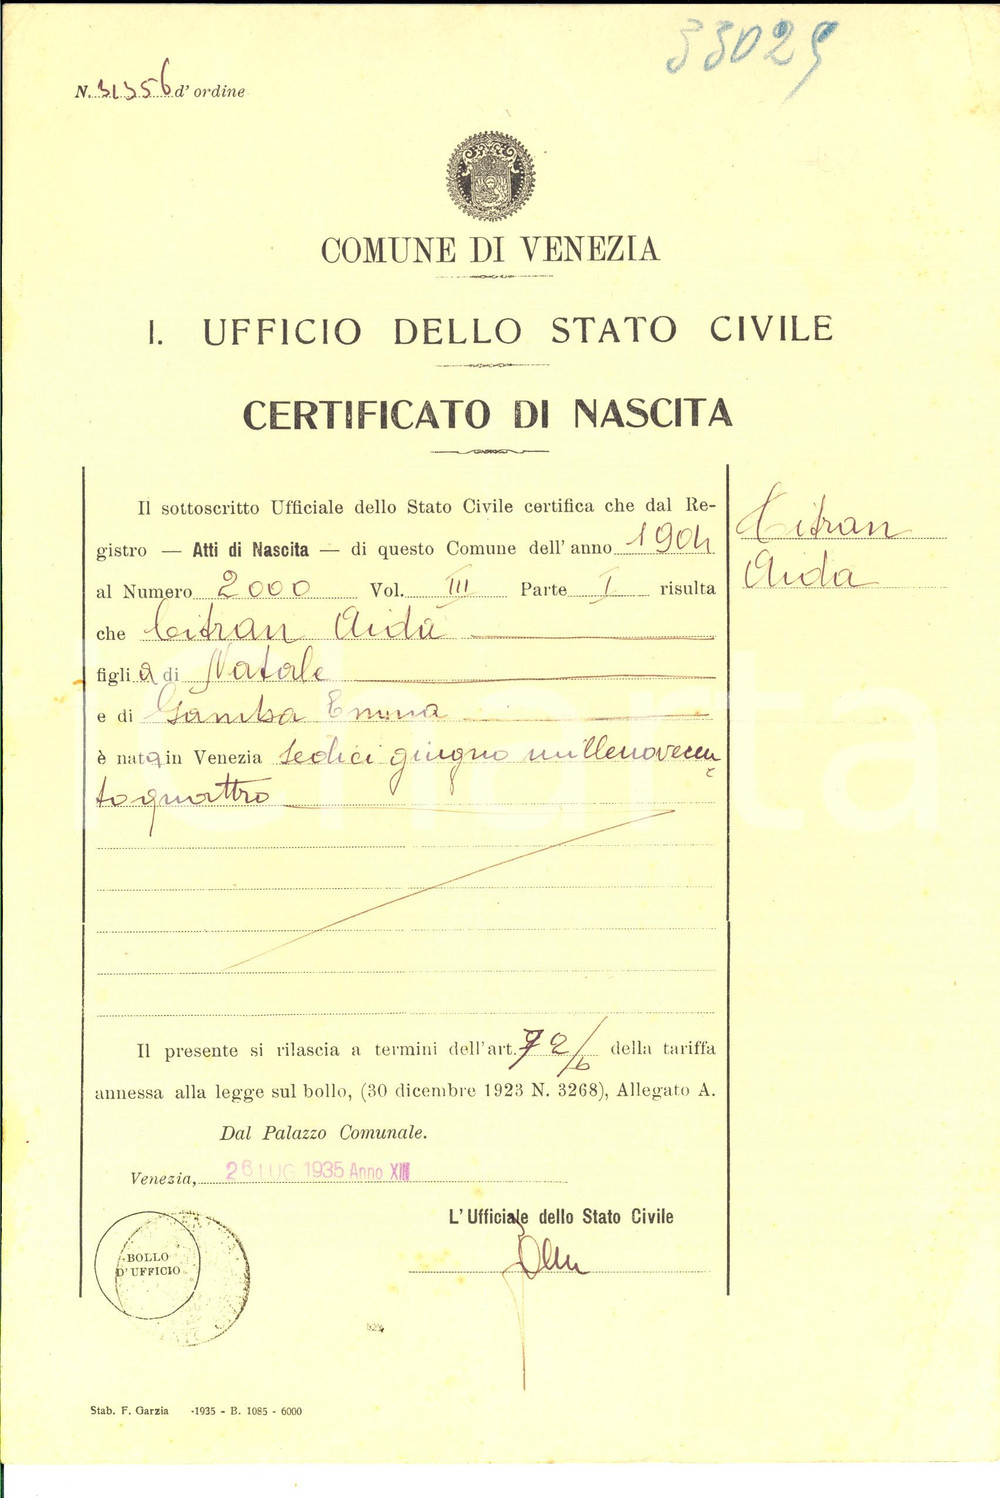 33025
N. 31356 d' ordine
COMUNE DI VENEZIA
I. UFFICIO DELLO STATO CIVILE
CERTIFICATO DI NASCITA
Il sottoscritto Ufficiale dello Stato Civile certifica che dal Re-
gistro — Atti di Nascita — di questo Comune dell' anno 1904
al Numero 2000 Vol. III Parte I risulta
che Citran Aida
figlia di Natale
e di Gamba Emma
è nata in Venezia sedici giugno millenovecen
toquattro
Citran
Aida
Il presente si rilascia a termini dell'art. 72/b della tariffa
annessa alla legge sul bollo, (30 dicembre 1923 N. 3268), Allegato A.
Dal Palazzo Comunale.
Venezia, 26 LUG 1935 Anno XIII
L' Ufficiale dello Stato Civile
BOLLO
D'UFFICIO
Stab. F. Garzia -1935 - B. 1085 - 6000